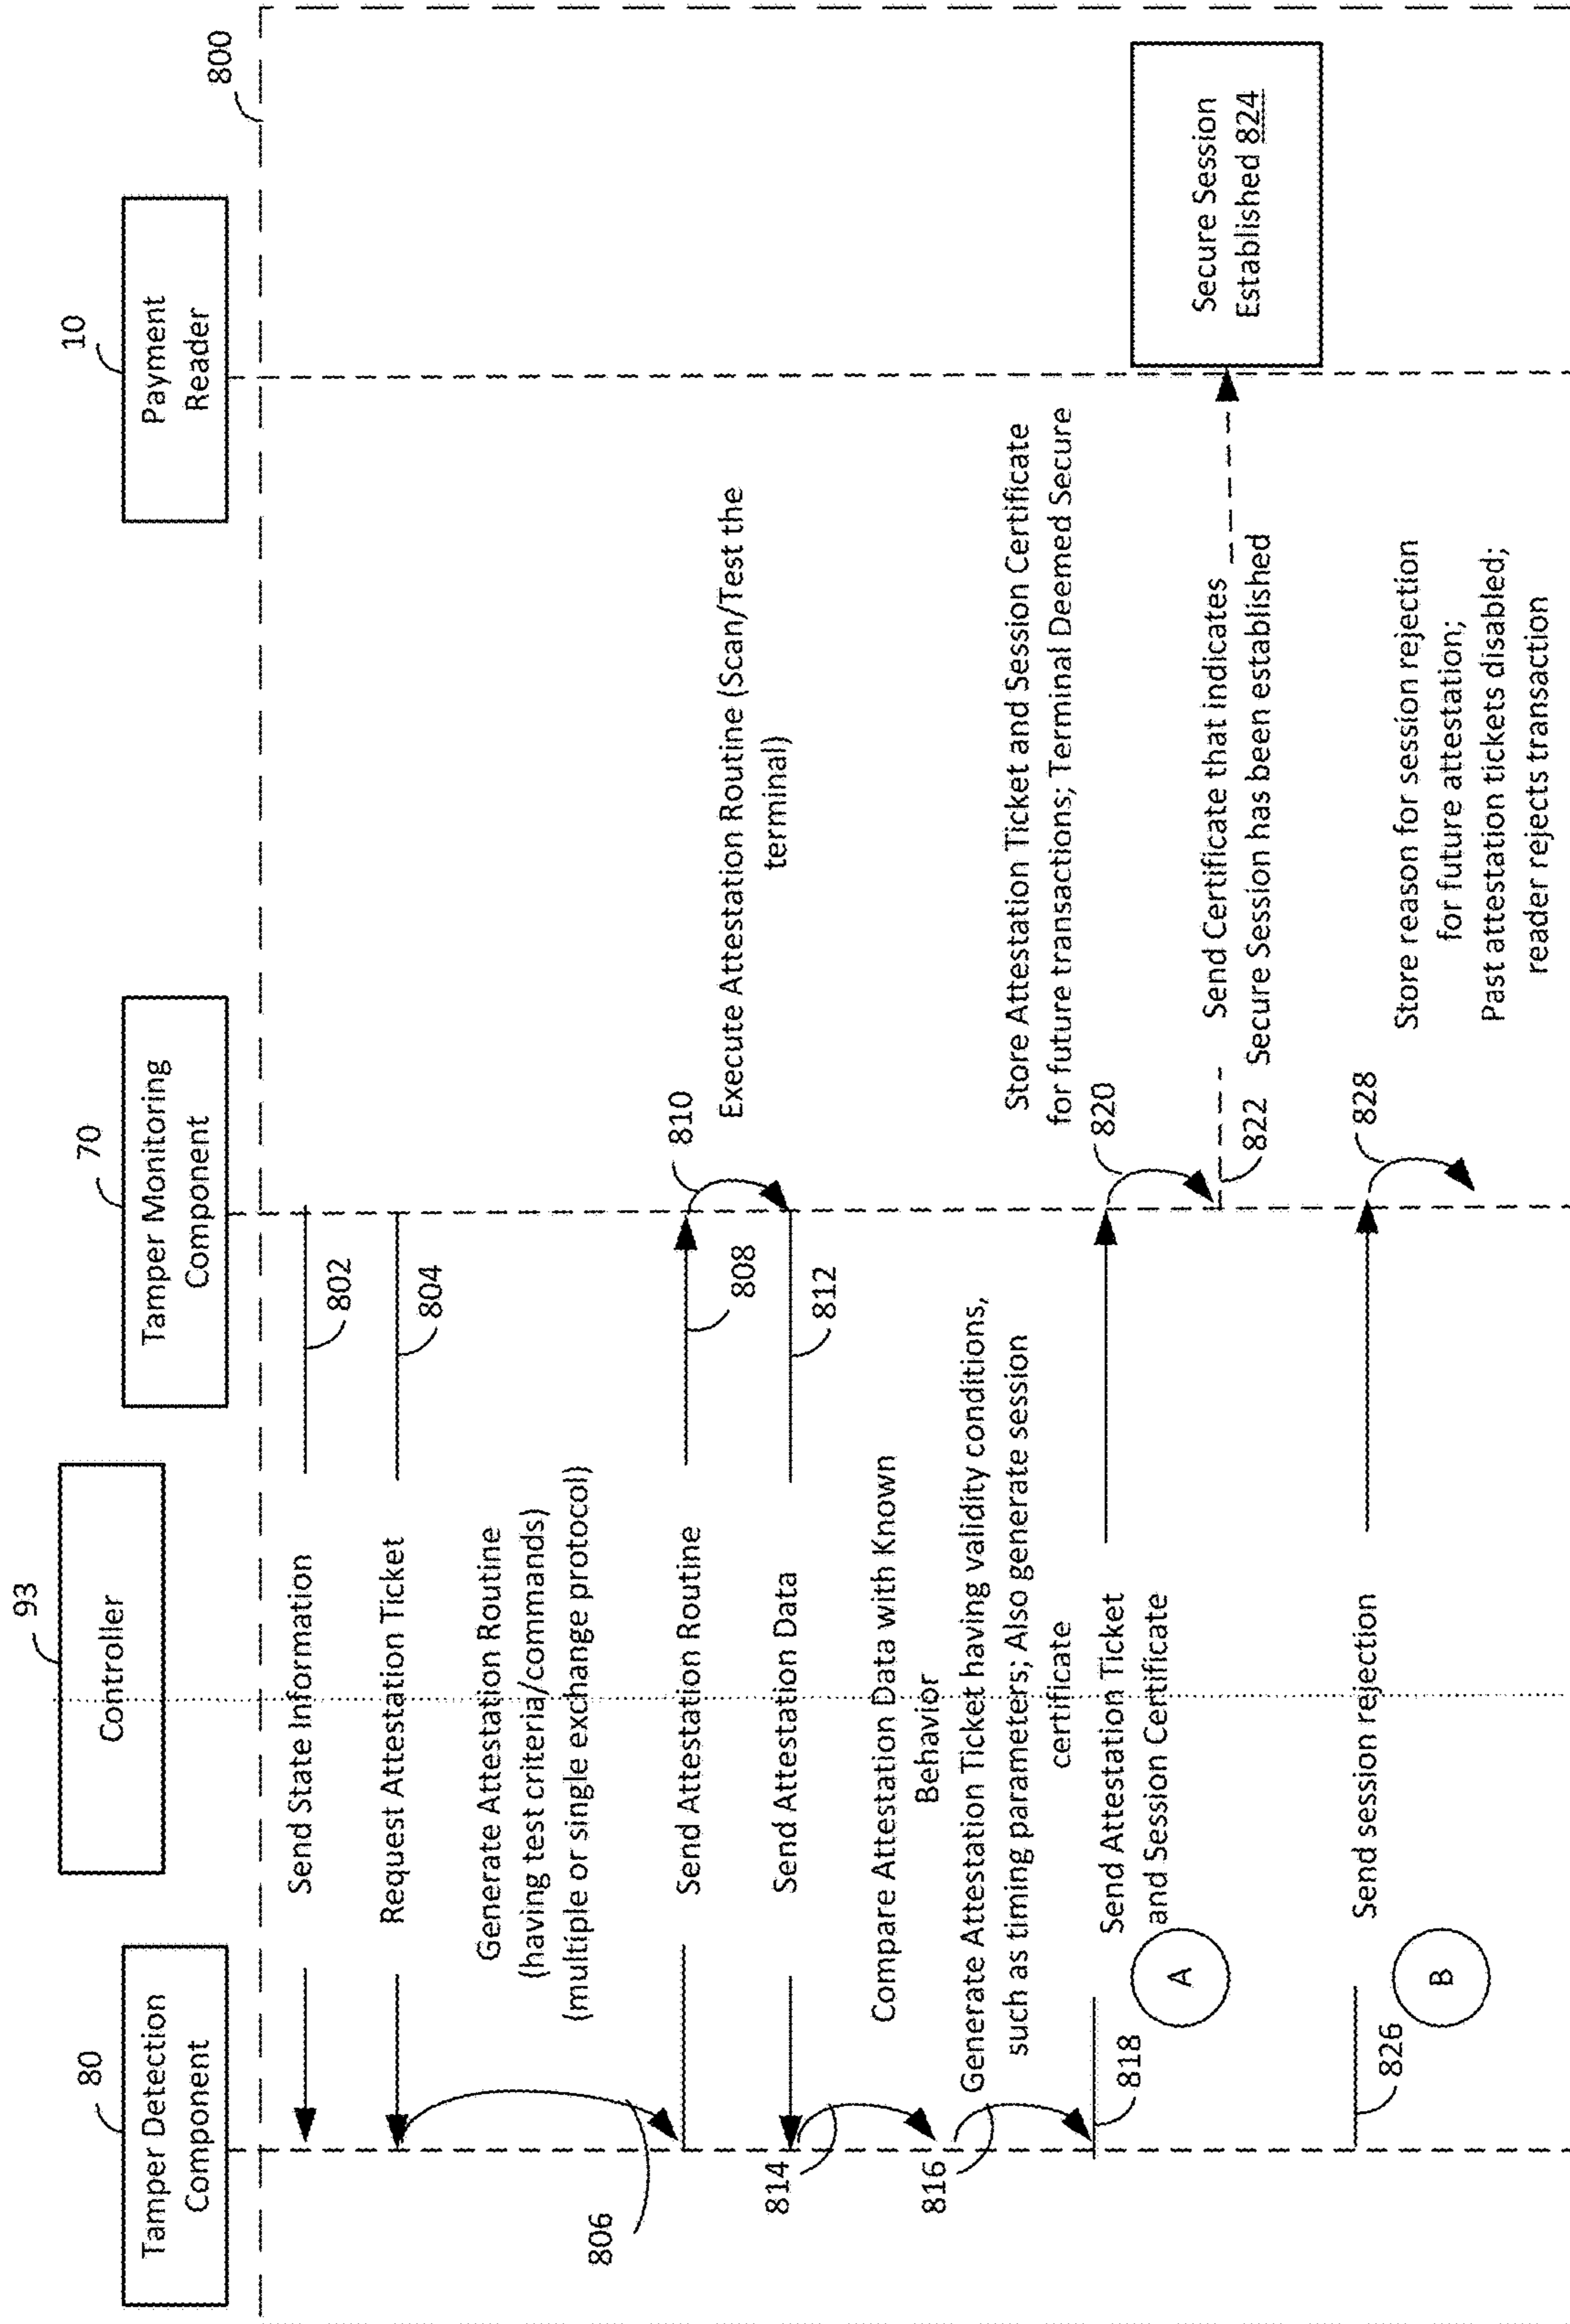 800
80
Tamper Detection
Component
93
Controller
70
Tamper Monitoring
Component
10
Payment
Reader
Send State Information
802
Request Attestation Ticket
804
Generate Attestation Routine
(having test criteria/commands)
(multiple or single exchange protocol)
806
Send Attestation Routine
808
810
Execute Attestation Routine (Scan/Test the
terminal)
Send Attestation Data
812
814
Compare Attestation Data with Known
Behavior
816
Generate Attestation Ticket having validity conditions,
such as timing parameters; Also generate session
certificate
818
Send Attestation Ticket
and Session Certificate
A
820
Store Attestation Ticket and Session Certificate
for future transactions; Terminal Deemed Secure
822
Send Certificate that indicates
Secure Session has been established
Secure Session
Established 824
826
Send session rejection
B
828
Store reason for session rejection
for future attestation;
Past attestation tickets disabled;
reader rejects transaction